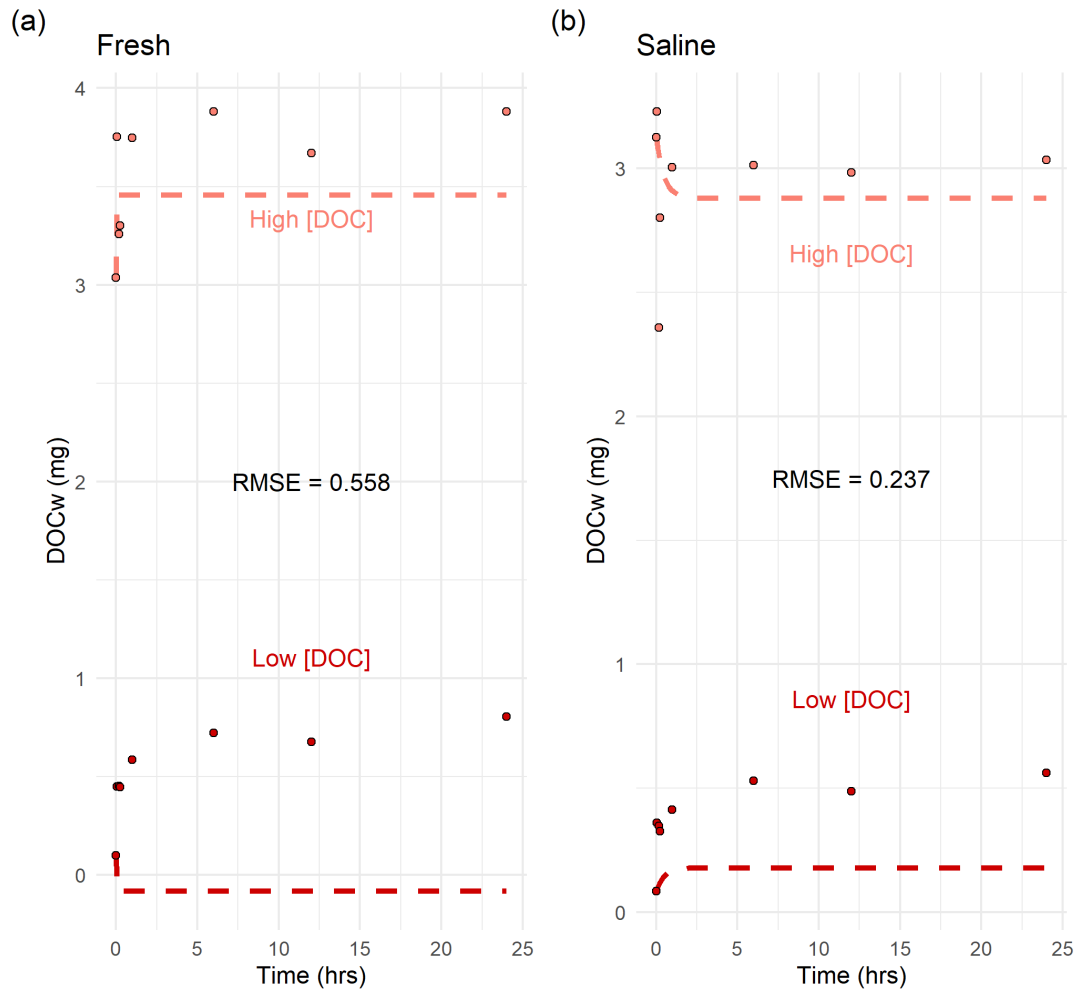 (a)
Fresh
4
3
2
1
0
DOCw (mg)
High [DOC]
RMSE = 0.558
Low [DOC]
0
5
10
15
20
25
Time (hrs)
(b)
Saline
3
2
1
0
DOCw (mg)
High [DOC]
RMSE = 0.237
Low [DOC]
0
5
10
15
20
25
Time (hrs)